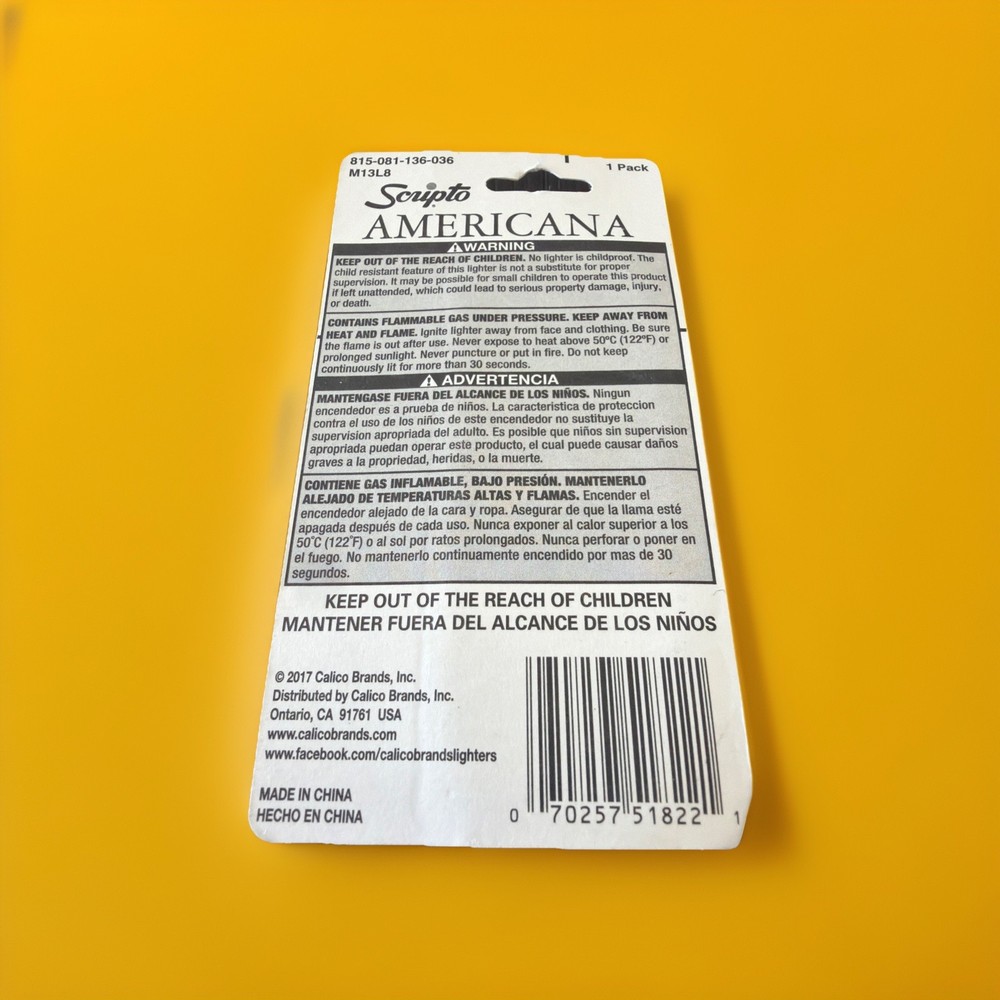 815-081-136-036
M13L8
1 Pack
Scripto
AMERICANA
WARNING
KEEP OUT OF THE REACH OF CHILDREN. No lighter is childproof. The
child resistant feature of this lighter is not a substitute for proper
supervision. It may be possible for small children to operate this product
if left unattended, which could lead to serious property damage, injury,
or death.
CONTAINS FLAMMABLE GAS UNDER PRESSURE. KEEP AWAY FROM
HEAT AND FLAME. Ignite lighter away from face and clothing. Be sure
the flame is out after use. Never expose to heat above 50ºC (122ºF) or
prolonged sunlight. Never puncture or put in fire. Do not keep
continuously lit for more than 30 seconds.
ADVERTENCIA
MANTENGASE FUERA DEL ALCANCE DE LOS NIÑOS. Ningun
encendedor es a prueba de niños. La caracteristica de proteccion
contra el uso de los niños de este encendedor no sustituye la
supervision apropriada del adulto. Es posible que niños sin supervision
apropriada puedan operar este producto, el cual puede causar daños
graves a la propriedad, heridas, o la muerte.
CONTIENE GAS INFLAMABLE, BAJO PRESIÓN. MANTENERLO
ALEJADO DE TEMPERATURAS ALTAS Y FLAMAS. Encender el
encendedor alejado de la cara y ropa. Asegurar de que la llama esté
apagada después de cada uso. Nunca exponer al calor superior a los
50°C (122°F) o al sol por ratos prolongados. Nunca perforar o poner en
el fuego. No mantenerlo continuamente encendido por mas de 30
segundos.
KEEP OUT OF THE REACH OF CHILDREN
MANTENER FUERA DEL ALCANCE DE LOS NIÑOS
© 2017 Calico Brands, Inc.
Distributed by Calico Brands, Inc.
Ontario, CA 91761 USA
www.calicobrands.com
www.facebook.com/calicobrandslighters
MADE IN CHINA
HECHO EN CHINA
0 70257 51822 1